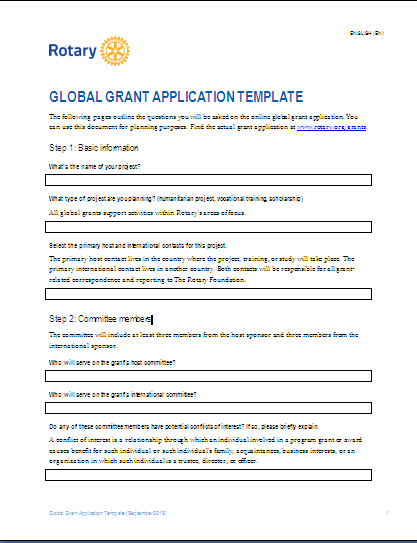 ENGLISH (EN)
Rotary
GLOBAL GRANT APPLICATION TEMPLATE
The following pages outline the questions you will be asked on the online global grant application. You
can use this document for planning purposes. Find the actual grant application at www.rotary.org/grants.
Step 1: Basic information
What's the name of your project?
What type of project are you planning? (humanitarian project, vocational training, scholarship)
All global grants support activities within Rotary's areas of focus.
Select the primary host and international contacts for this project.
The primary host contact lives in the country where the project, training, or study will take place. The
primary international contact lives in another country. Both contacts will be responsible for all grant-
related correspondence and reporting to The Rotary Foundation.
Step 2: Committee members
The committee will include at least three members from the host sponsor and three members from the
international sponsor.
Who will serve on the grant's host committee?
Who will serve on the grant's international committee?
Do any of these committee members have potential conflicts of interest? If so, please briefly explain.
A conflict of interest is a relationship through which an individual involved in a program grant or award
causes benefit for such individual or such individual's family, acquaintances, business interests, or an
organization in which such individual is a trustee, director, or officer.
Global Grant Application Template (September 2019)
1